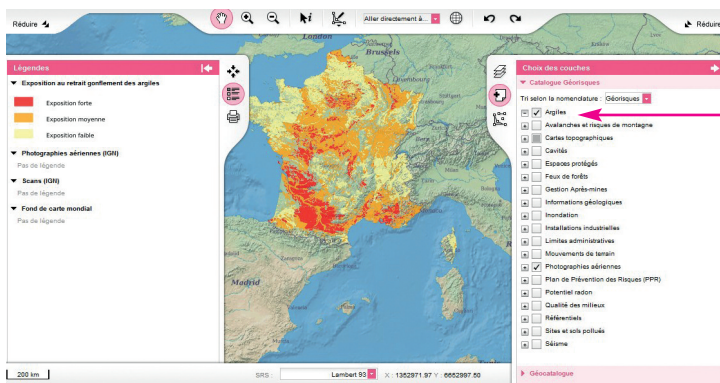 Réduire
Aller directement à...
Réduire
Légendes
Exposition au retrait gonflement des argiles
Exposition forte
Exposition moyenne
Exposition faible
Photographies aériennes (IGN)
Pas de légende
Scans (IGN)
Pas de légende
Fond de carte mondial
Pas de légende
London
Brussels
Luxembourg
Stuttgart
Madrid
Choix des couches
Catalogue Géorisques
Tri selon la nomenclature : Géorisques
Argiles
Avalanches et risques de montagne
Cartes topographiques
Cavités
Espaces protégés
Feux de forêts
Gestion Après-mines
Informations géologiques
Inondation
Installations industrielles
Limites administratives
Mouvements de terrain
Photographies aériennes
Plan de Prévention des Risques (PPR)
Potentiel radon
Qualité des milieux
Référentiels
Sites et sols pollués
Séisme
Géocatalogue
200 km
SRS : Lambert 93 X : 1352971.97 Y : 6652997.50